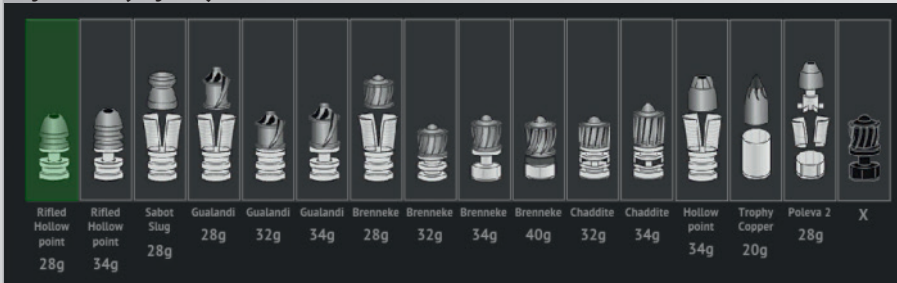 Rifled Hollow point 28g
Rifled Hollow point 34g
Sabot Slug 28g
Gualandi 28g
Gualandi 32g
Gualandi 34g
Brenneke 28g
Brenneke 32g
Brenneke 34g
Brenneke 40g
Chaddite 32g
Chaddite 34g
Hollow point 34g
Trophy Copper 20g
Poleva 2 28g
X